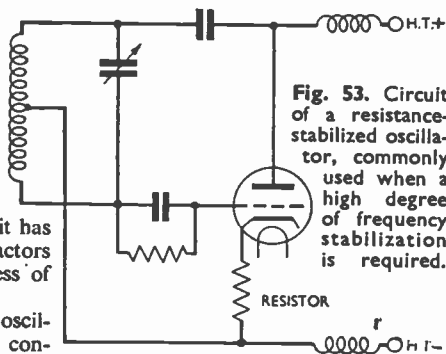 H.T.+
Fig. 53. Circuit
of a resistance-
stabilized oscilla-
tor, commonly
used when a
high degree
of frequency
stabilization
is required.
it has
actors
ess of
oscil-
con-
RESISTOR
r
H T-